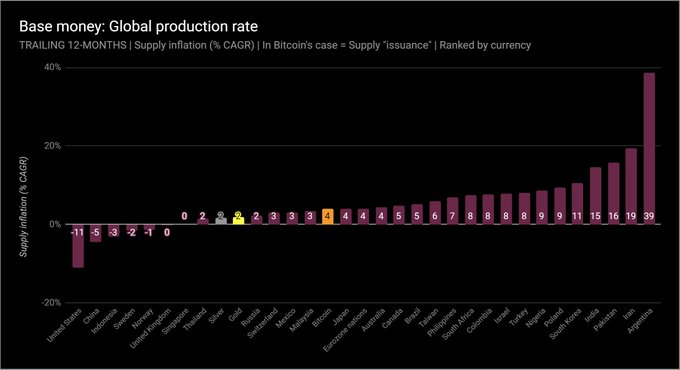 Base money: Global production rate
TRAILING 12-MONTHS | Supply inflation (% CAGR) | In Bitcoin's case = Supply "issuance" | Ranked by currency
Supply inflation (% CAGR)
40%
20%
0%
-20%
-11 -5 -3 -2 -1 0 0 2 2 2 2 3 3 3 4 4 4 4 5 5 6 7 8 8 8 8 9 9 11 15 16 19 39
United States
China
Indonesia
Sweden
Norway
United Kingdom
Singapore
Thailand
Silver
Gold
Russia
Switzerland
Mexico
Malaysia
Bitcoin
Japan
Eurozone nations
Australia
Canada
Brazil
Taiwan
Philippines
South Africa
Colombia
Israel
Turkey
Nigeria
Poland
South Korea
India
Pakistan
Iran
Argentina